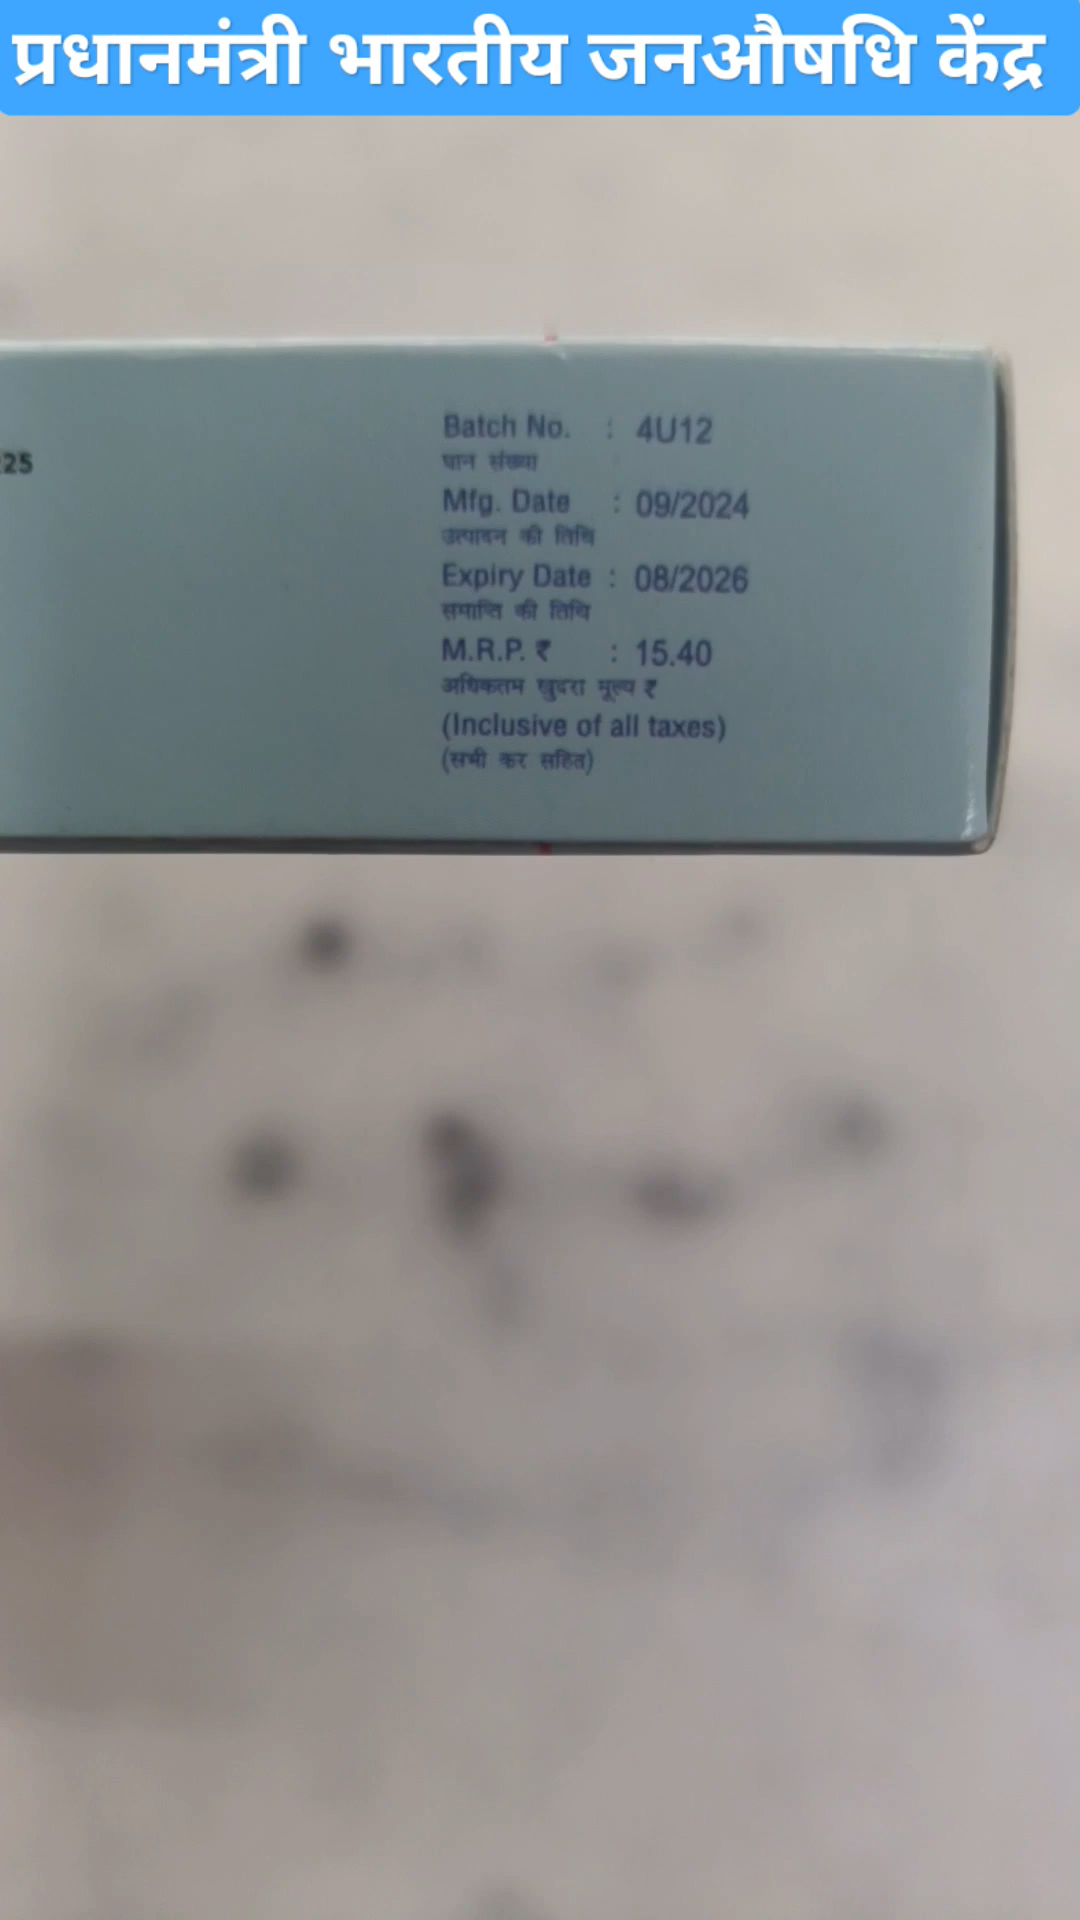 प्रधानमंत्री भारतीय जनऔषधि केंद्र
Batch No. : 4U12
घान संख्या
25
Mfg. Date : 09/2024
उत्पादन की तिथि
Expiry Date : 08/2026
समाप्ति की तिथि
M.R.P. ₹ : 15.40
अधिकतम खुदरा मूल्य ₹
(Inclusive of all taxes)
(सभी कर सहित)